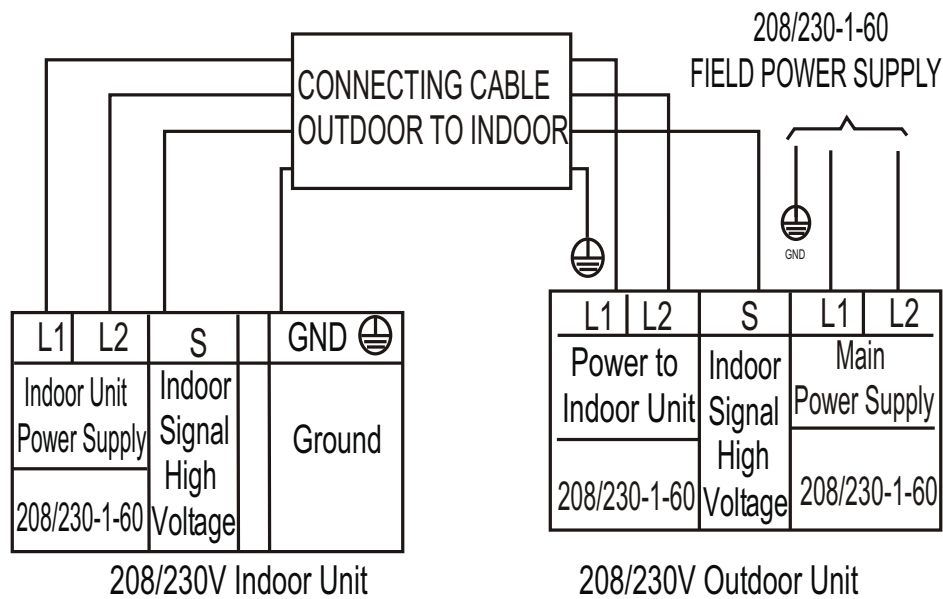 208/230-1-60
FIELD POWER SUPPLY
CONNECTING CABLE
OUTDOOR TO INDOOR
GND
L1 L2 S GND
Indoor Unit
Power Supply
208/230-1-60
Indoor
Signal
High
Voltage
Ground
208/230V Indoor Unit
L1 L2 S L1 L2
Power to
Indoor Unit
208/230-1-60
Indoor
Signal
High
Voltage
Main
Power Supply
208/230-1-60
208/230V Outdoor Unit